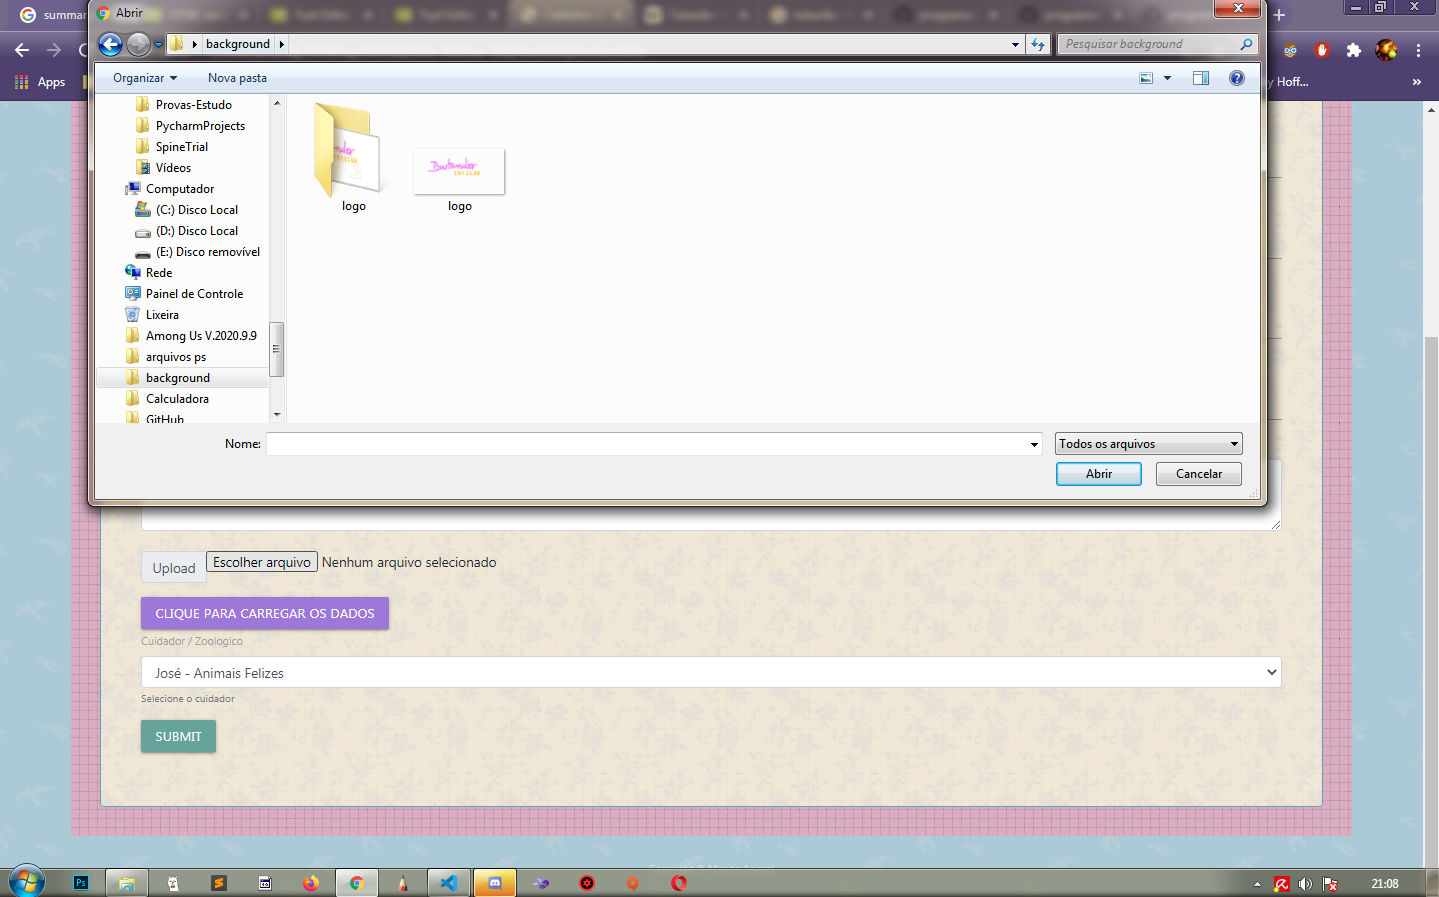 summar
Abrir
background
Pesquisar background
Organizar
Nova pasta
Apps
y Hoff...
»
Provas-Estudo
PycharmProjects
SpineTrial
Vídeos
Computador
(C:) Disco Local
(D:) Disco Local
(E:) Disco removível
Rede
Painel de Controle
Lixeira
Among Us V.2020.9.9
arquivos ps
background
Calculadora
GitHub
logo
logo
Nome:
Todos os arquivos
Abrir
Cancelar
Upload
Escolher arquivo
Nenhum arquivo selecionado
CLIQUE PARA CARREGAR OS DADOS
Cuidador / Zoologico
José - Animais Felizes
Selecione o cuidador
SUBMIT
Ps
21:08